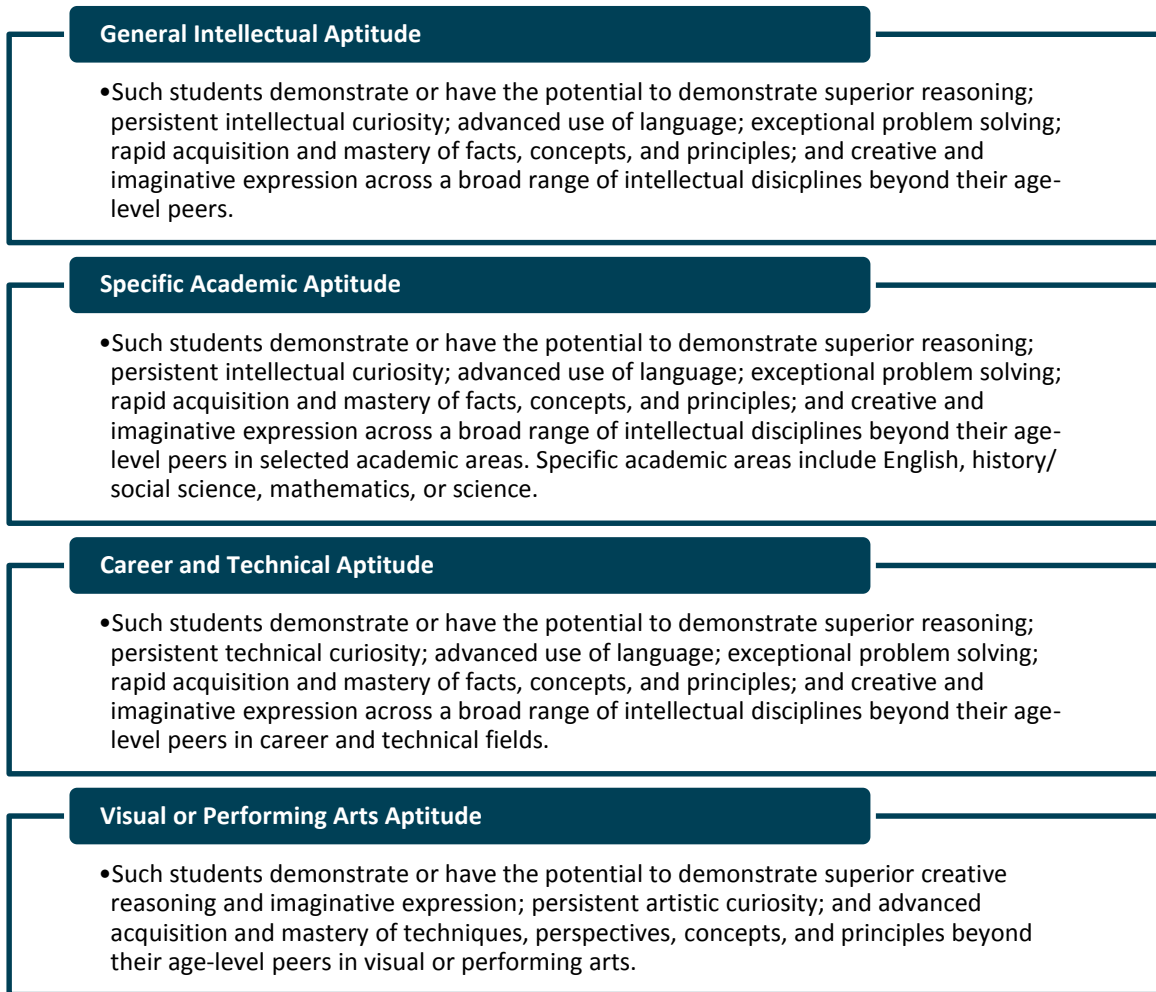 General Intellectual Aptitude
•Such students demonstrate or have the potential to demonstrate superior reasoning;
persistent intellectual curiosity; advanced use of language; exceptional problem solving;
rapid acquisition and mastery of facts, concepts, and principles; and creative and
imaginative expression across a broad range of intellectual disicplines beyond their age-
level peers.
Specific Academic Aptitude
•Such students demonstrate or have the potential to demonstrate superior reasoning;
persistent intellectual curiosity; advanced use of language; exceptional problem solving;
rapid acquisition and mastery of facts, concepts, and principles; and creative and
imaginative expression across a broad range of intellectual disciplines beyond their age-
level peers in selected academic areas. Specific academic areas include English, history/
social science, mathematics, or science.
Career and Technical Aptitude
•Such students demonstrate or have the potential to demonstrate superior reasoning;
persistent technical curiosity; advanced use of language; exceptional problem solving;
rapid acquisition and mastery of facts, concepts, and principles; and creative and
imaginative expression across a broad range of intellectual disciplines beyond their age-
level peers in career and technical fields.
Visual or Performing Arts Aptitude
•Such students demonstrate or have the potential to demonstrate superior creative
reasoning and imaginative expression; persistent artistic curiosity; and advanced
acquisition and mastery of techniques, perspectives, concepts, and principles beyond
their age-level peers in visual or performing arts.